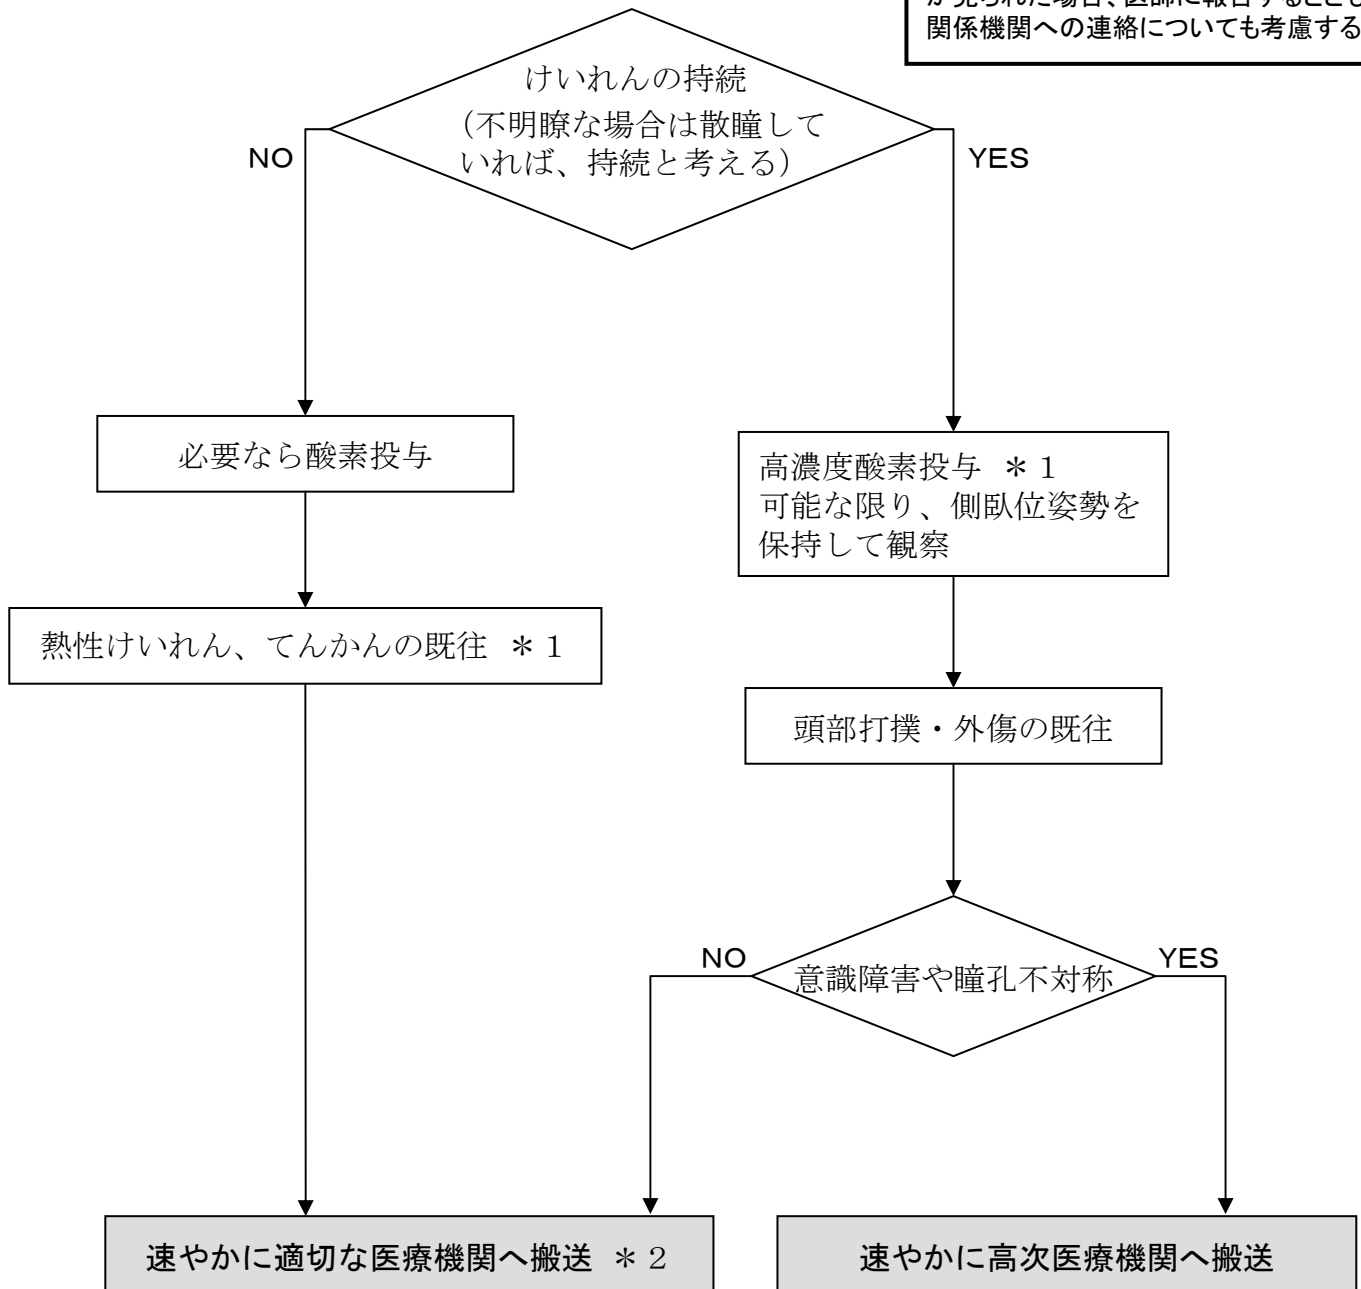 が見られた場合、医師に報告するととも
関係機関への連絡についても考慮する
けいれんの持続
(不明瞭な場合は散瞳して
いれば、持続と考える)
NO
YES
必要なら酸素投与
高濃度酸素投与 ＊1
可能な限り、側臥位姿勢を
保持して観察
熱性けいれん、てんかんの既往 ＊1
頭部打撲・外傷の既往
NO
YES
意識障害や瞳孔不対称
速やかに適切な医療機関へ搬送 ＊2
速やかに高次医療機関へ搬送